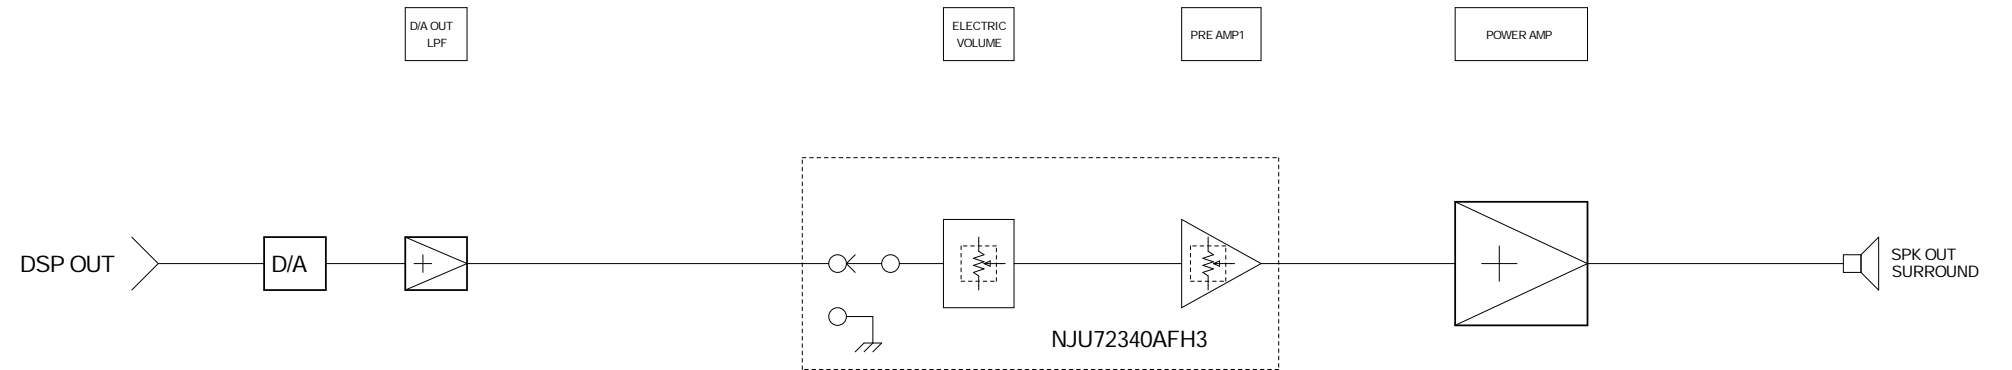 D/A OUT
LPF
ELECTRIC
VOLUME
PRE AMP1
POWER AMP
DSP OUT
D/A
SPK OUT
SURROUND
NJU72340AFH3